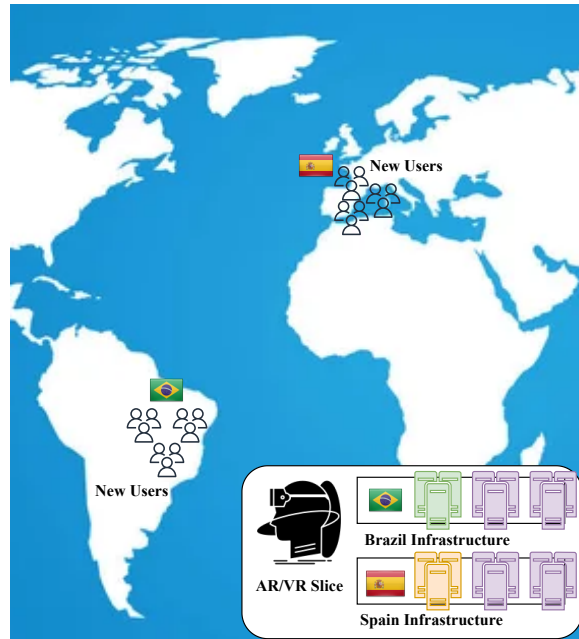 New Users
New Users
AR/VR Slice
Brazil Infrastructure
Spain Infrastructure